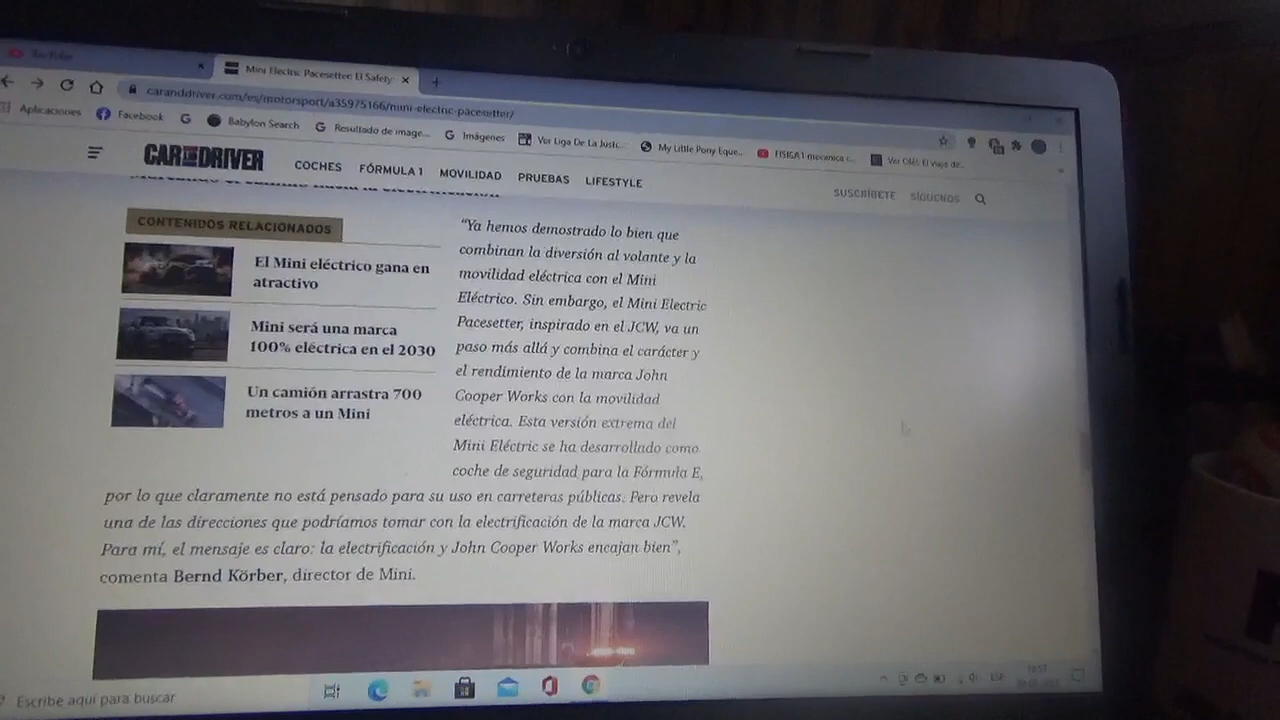 YouTube
Mini Electric Pacesetter: El Safety
caranddriver.com/es/motorsport/a35975166/mini-electric-pacesetter/
Aplicaciones
Facebook
Babylon Search
Resultado de image...
Imágenes
Ver Liga De La Justic...
My Little Pony Eque...
FISICA 1 mecanica c...
CAR AND DRIVER
COCHES
FÓRMULA 1
MOVILIDAD
PRUEBAS
LIFESTYLE
SUSCRÍBETE
SÍGUENOS
CONTENIDOS RELACIONADOS
El Mini eléctrico gana en
atractivo
Mini será una marca
100% eléctrica en el 2030
Un camión arrastra 700
metros a un Mini
“Ya hemos demostrado lo bien que
combinan la diversión al volante y la
movilidad eléctrica con el Mini
Eléctrico. Sin embargo, el Mini Electric
Pacesetter, inspirado en el JCW, va un
paso más allá y combina el carácter y
el rendimiento de la marca John
Cooper Works con la movilidad
eléctrica. Esta versión extrema del
Mini Eléctric se ha desarrollado como
coche de seguridad para la Fórmula E,
por lo que claramente no está pensado para su uso en carreteras públicas. Pero revela
una de las direcciones que podríamos tomar con la electrificación de la marca JCW.
Para mí, el mensaje es claro: la electrificación y John Cooper Works encajan bien”,
comenta Bernd Körber, director de Mini.
Escribe aquí para buscar
ESP